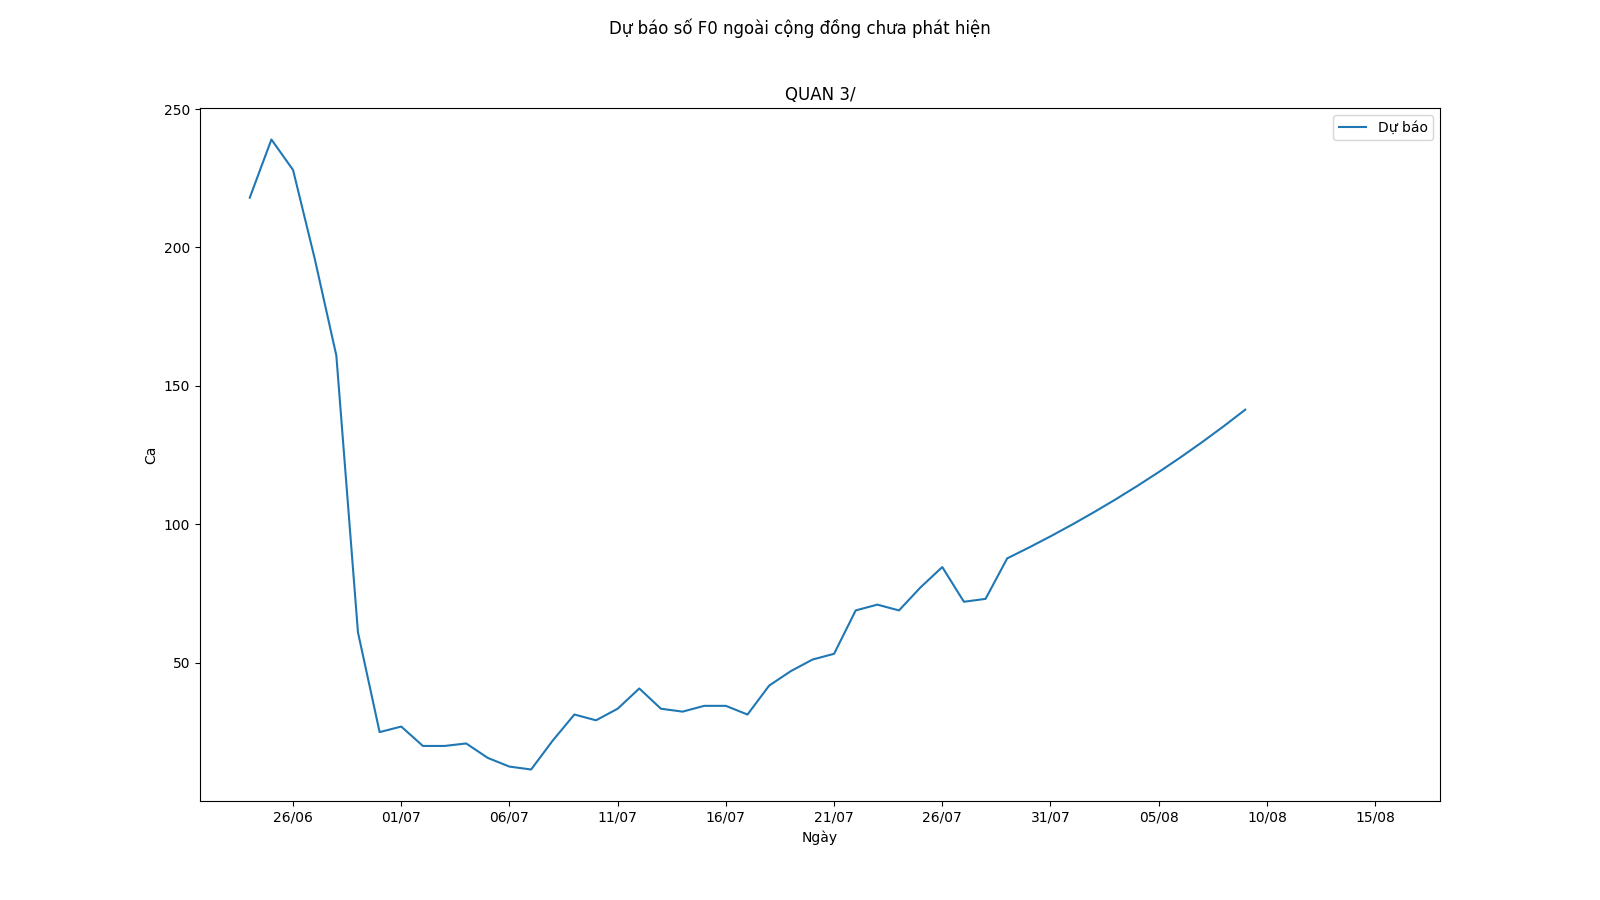 Dự báo số F0 ngoài cộng đồng chưa phát hiện
QUAN 3/
Dự báo
250
200
150
100
50
Ca
26/06 01/07 06/07 11/07 16/07 21/07 26/07 31/07 05/08 10/08 15/08
Ngày